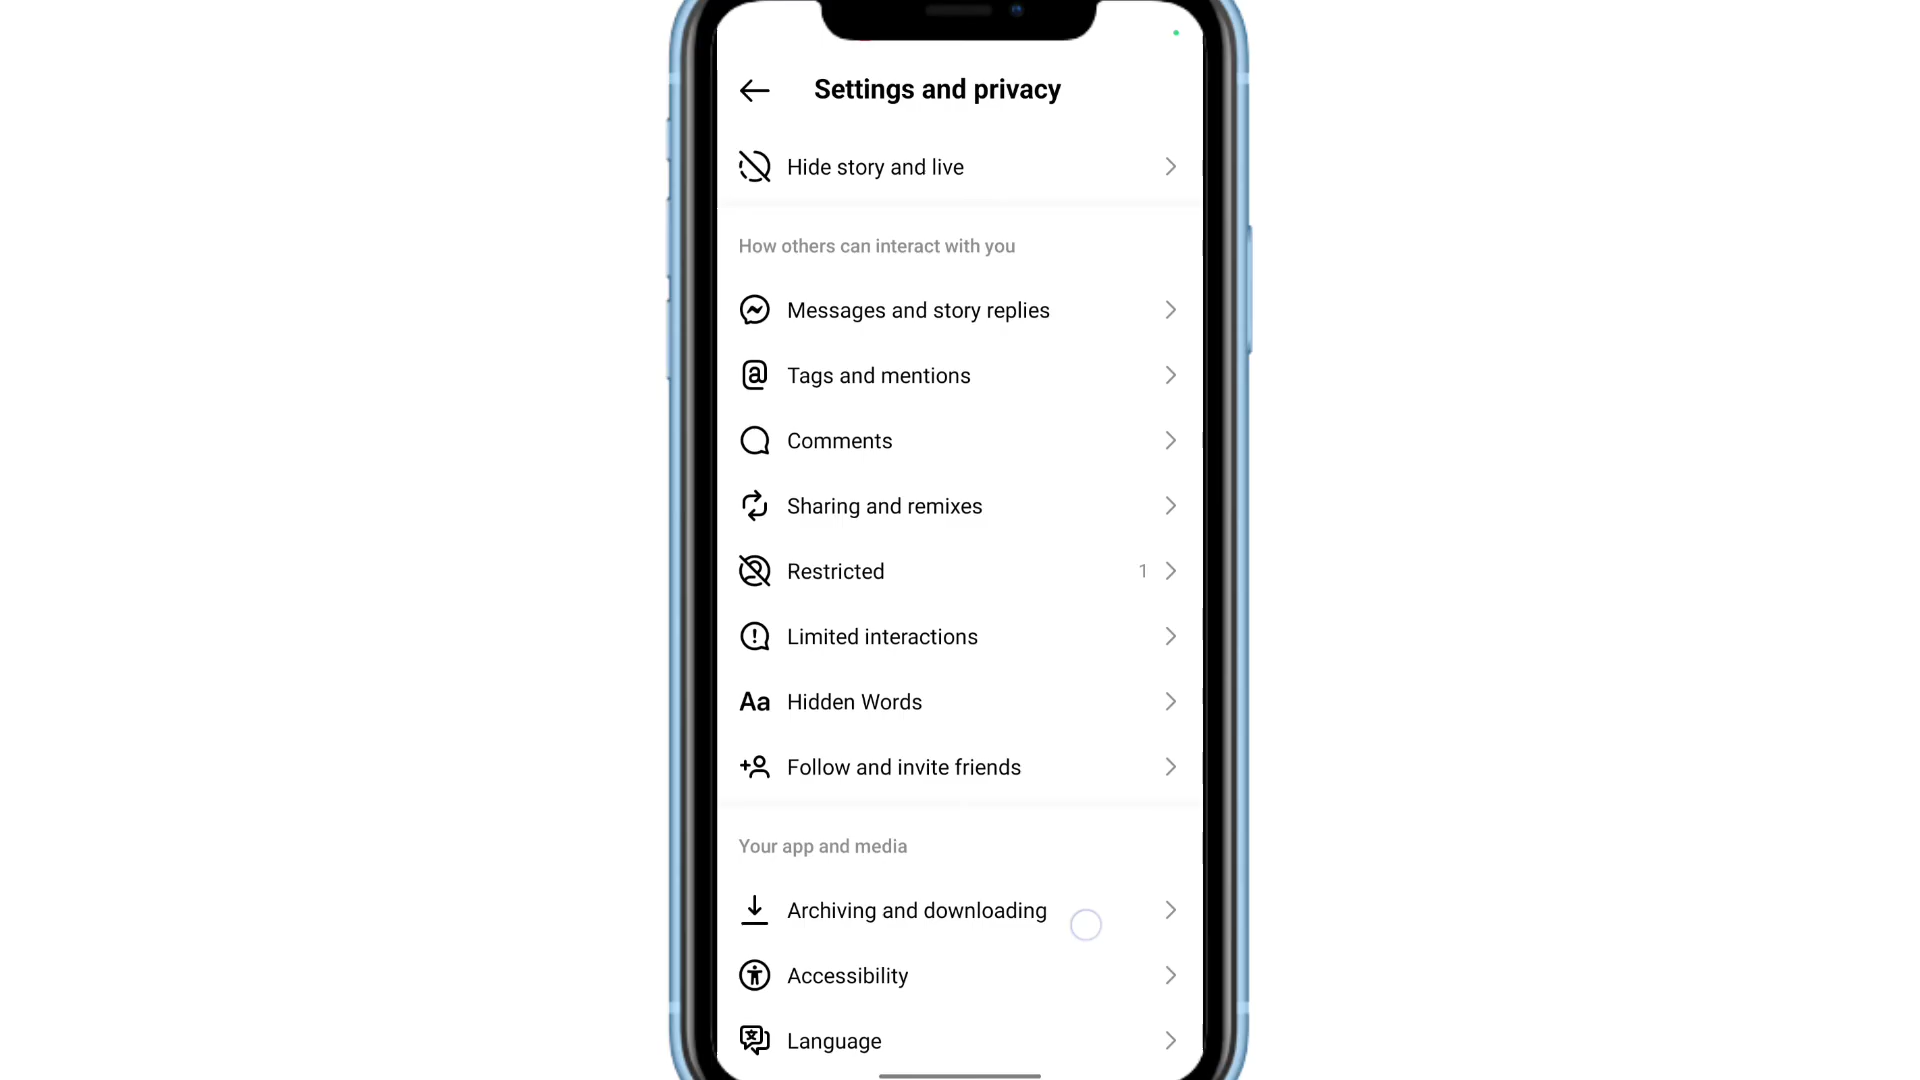 Settings and privacy
Hide story and live
How others can interact with you
Messages and story replies
Tags and mentions
Comments
Sharing and remixes
Restricted 1
Limited interactions
Aa Hidden Words
Follow and invite friends
Your app and media
Archiving and downloading
Accessibility
Language